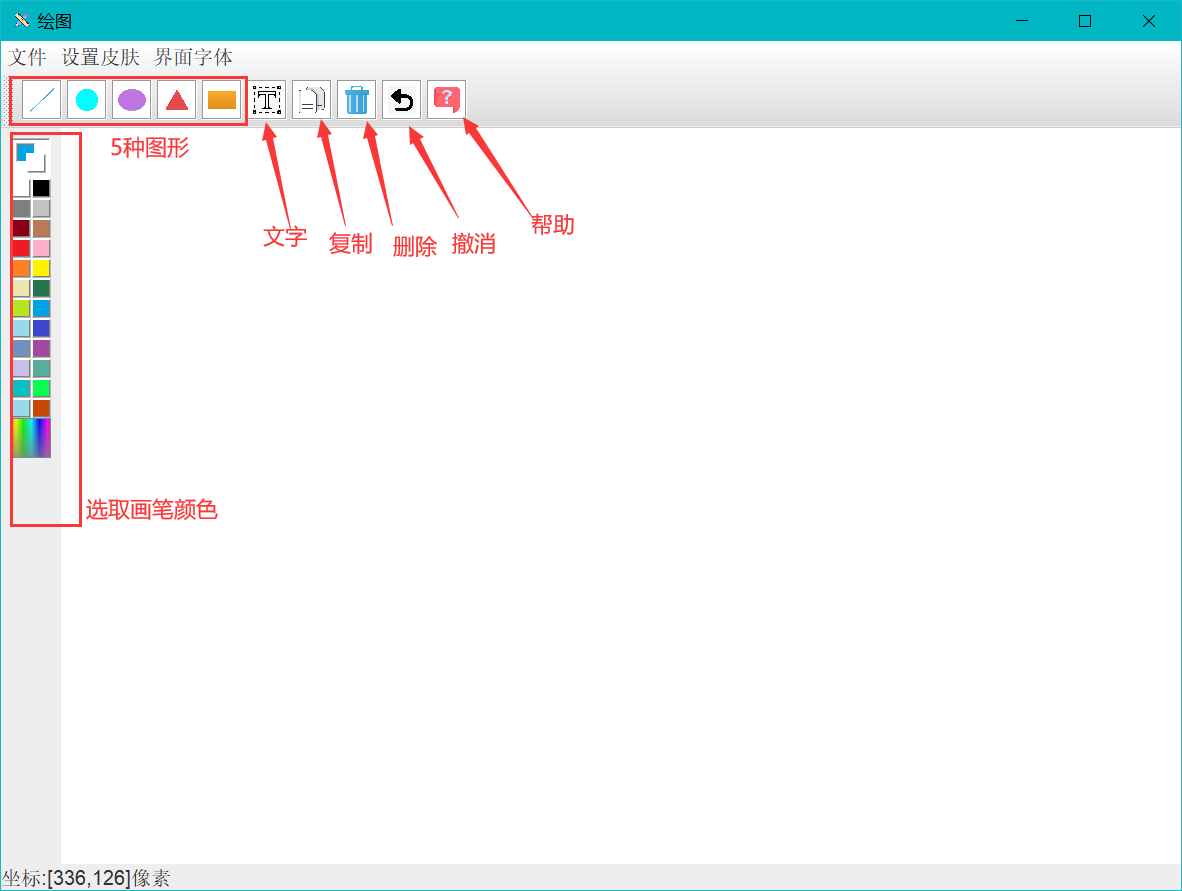 绘图
文件 设置皮肤 界面字体
T ?
5种图形
文字 复制 删除 撤消 帮助
选取画笔颜色
坐标:[336,126]像素